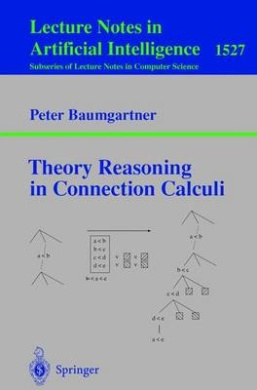 Lecture Notes in
Artificial Intelligence 1527
Subseries of Lecture Notes in Computer Science
Peter Baumgartner
Theory Reasoning
in Connection Calculi
a<b
a<b
b<c
c<d
d<e
v v
v v
a<b
b<c
c<d
d<e
a<e
Springer